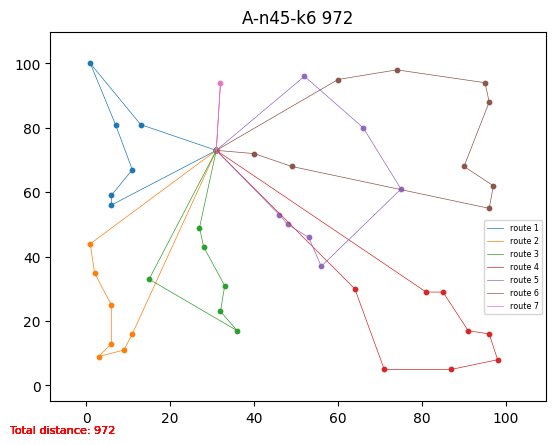 A-n45-k6 972
100
80
60
40
20
0
0 20 40 60 80 100
route 1
route 2
route 3
route 4
route 5
route 6
route 7
Total distance: 972